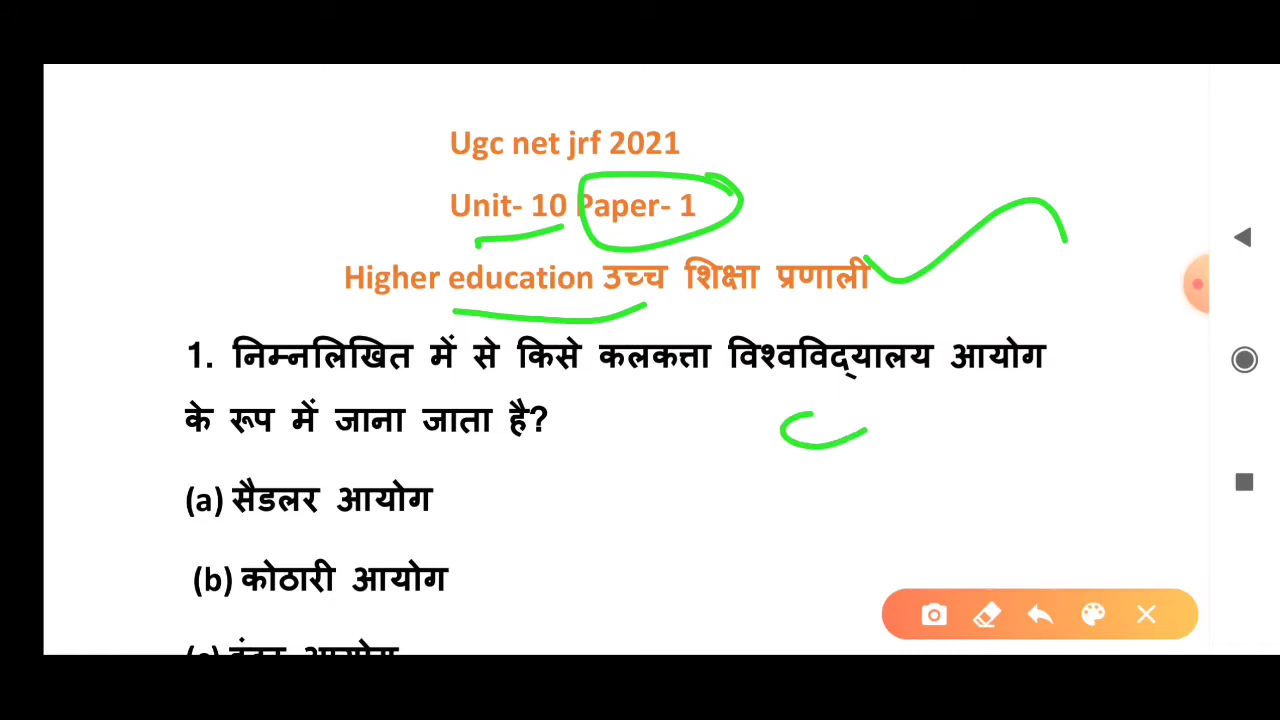 Ugc net jrf 2021
Unit- 10 Paper- 1
Higher education उच्च शिक्षा प्रणाली
1. निम्नलिखित में से किसे कलकत्ता विश्वविद्यालय आयोग
के रूप में जाना जाता है?
(a) सैडलर आयोग
(b) कोठारी आयोग